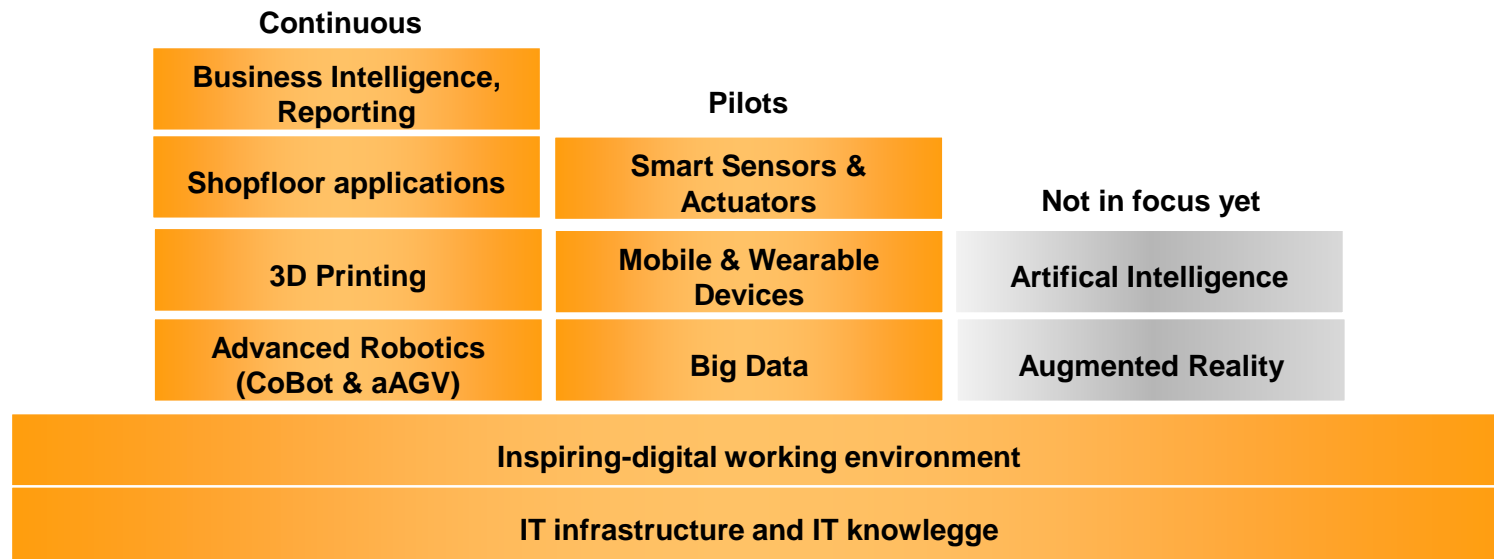 Continuous
Business Intelligence,
Reporting
Shopfloor applications
3D Printing
Advanced Robotics
(CoBot & aAGV)
Pilots
Smart Sensors &
Actuators
Mobile & Wearable
Devices
Big Data
Not in focus yet
Artifical Intelligence
Augmented Reality
Inspiring-digital working environment
IT infrastructure and IT knowlegge